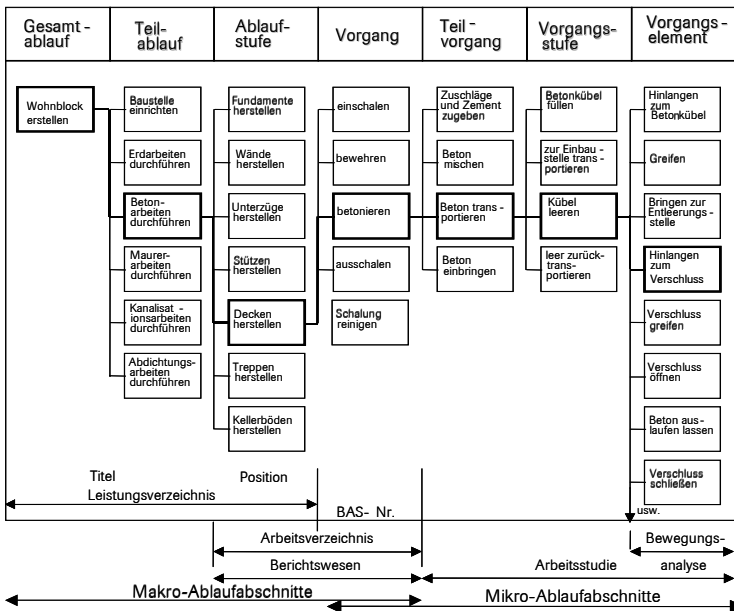 Gesamt-
ablauf
Teil-
ablauf
Ablauf-
stufe
Vorgang
Teil-
vorgang
Vorgangs-
stufe
Vorgangs-
element
Wohnblock
erstellen
Baustelle
einrichten
Erdarbeiten
durchführen
Beton-
arbeiten
durchführen
Maurer-
arbeiten
durchführen
Kanalisat -
ionsarbeiten
durchführen
Abdichtungs-
arbeiten
durchführen
Fundamente
herstellen
Wände
herstellen
Unterzüge
herstellen
Stützen
herstellen
Decken
herstellen
Treppen
herstellen
Kellerböden
herstellen
einschalen
bewehren
betonieren
ausschalen
Schalung
reinigen
Zuschläge
und Zement
zugeben
Beton
mischen
Beton trans -
portieren
Beton
einbringen
Betonkübel
füllen
zur Einbau -
stelle trans -
portieren
Kübel
leeren
leer zurück-
trans-
portieren
Hinlangen
zum
Betonkübel
Greifen
Bringen zur
Entleerungs -
stelle
Hinlangen
zum
Verschluss
Verschluss
greifen
Verschluss
öffnen
Beton aus-
laufen lassen
Verschluss
schließen
usw.
Titel
Position
Leistungsverzeichnis
BAS- Nr.
Arbeitsverzeichnis
Bewegungs-
Berichtswesen
Arbeitsstudie
analyse
Makro-Ablaufabschnitte
Mikro-Ablaufabschnitte